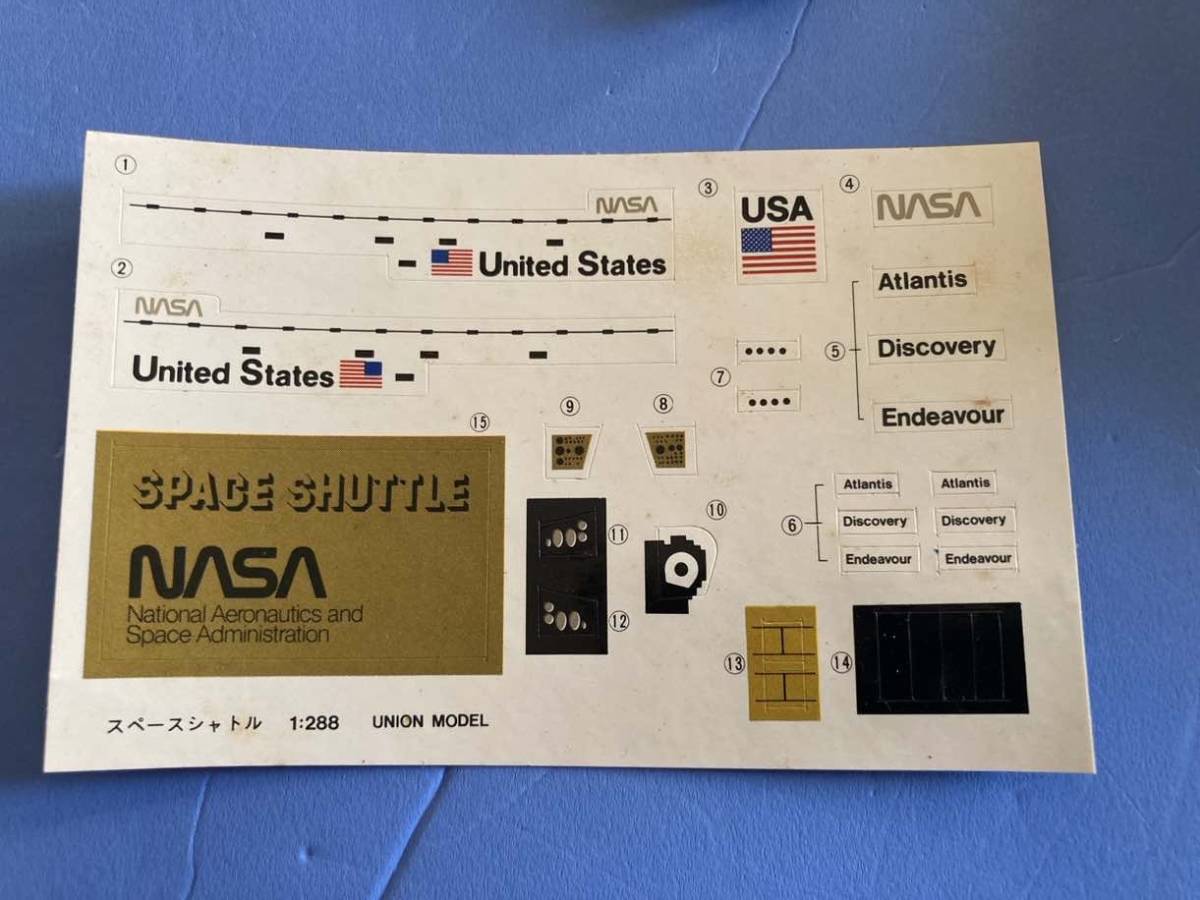 ①
NASA
United States
②
NASA
United States
③
USA
④
NASA
⑤
Atlantis
Discovery
Endeavour
⑥
Atlantis Atlantis
Discovery Discovery
Endeavour Endeavour
⑦
⑧
⑨
⑩
⑪
⑫
⑬
⑭
⑮
SPACE SHUTTLE
NASA
National Aeronautics and
Space Administration
スペースシャトル 1:288 UNION MODEL